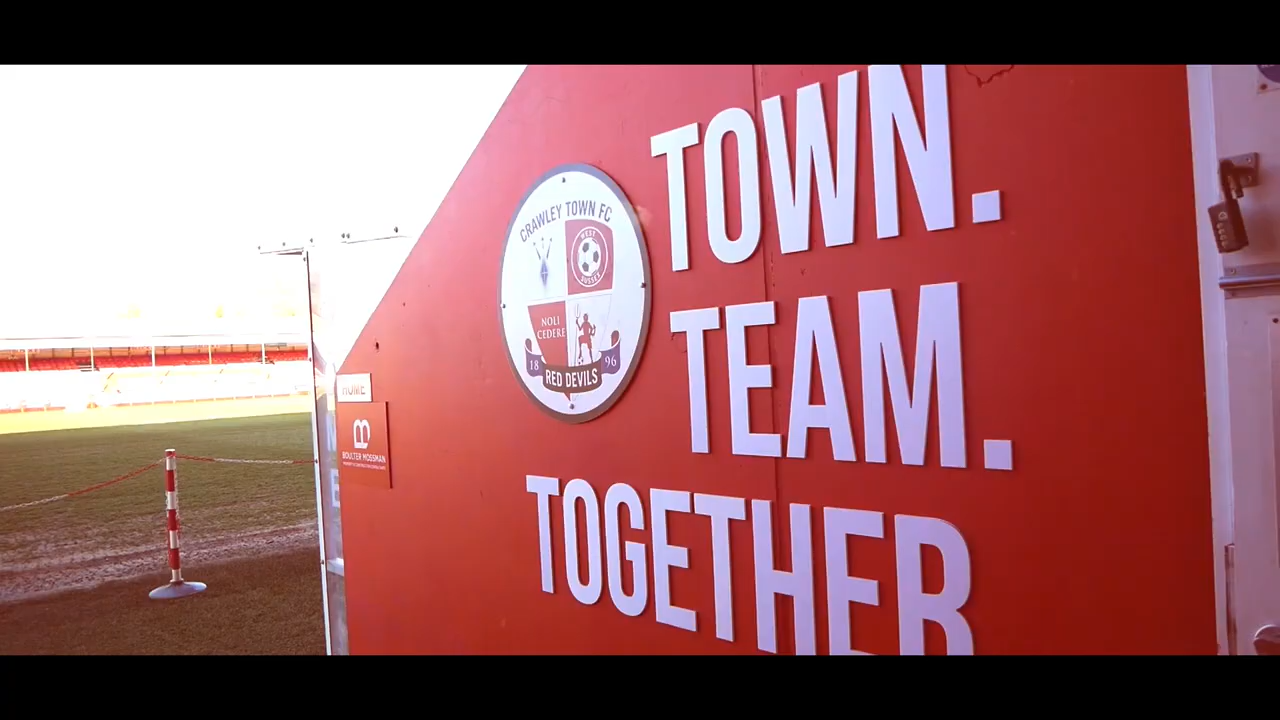 TOWN.
TEAM.
TOGETHER
CRAWLEY TOWN FC
WEST
SUSSEX
NOLI
CEDERE
18 96
RED DEVILS
HOME
BOULTER MOSSMAN